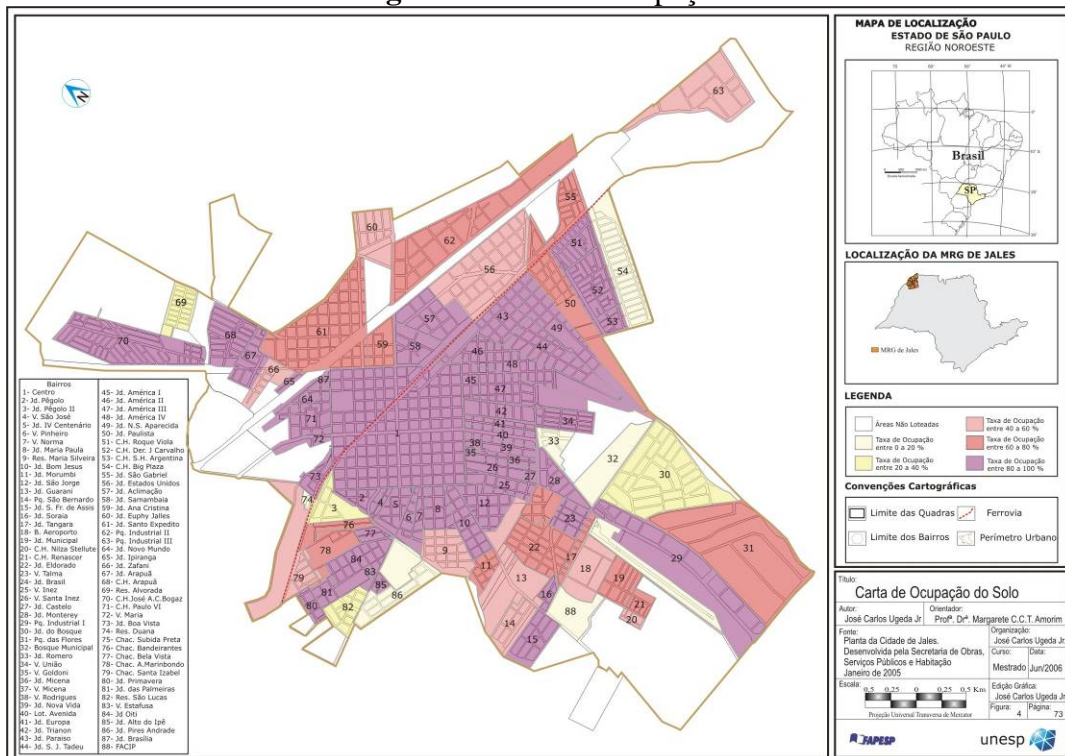 MAPA DE LOCALIZAÇÃO
ESTADO DE SÃO PAULO
REGIÃO NOROESTE
Brasil
SP
LOCALIZAÇÃO DA MRG DE JALES
MRG de Jales
LEGENDA
Áreas Não Loteadas
Taxa de Ocupação
entre 0 a 20 %
Taxa de Ocupação
entre 20 a 40 %
Taxa de Ocupação
entre 40 a 60 %
Taxa de Ocupação
entre 60 a 80 %
Taxa de Ocupação
entre 80 a 100 %
Convenções Cartográficas
Limite das Quadras
Ferrovia
Limite dos Bairros
Perímetro Urbano
Título:
Carta de Ocupação do Solo
Autor:
José Carlos Ugeda Jr
Orientador:
Profª. Drª. Margarete C.C.T. Amorim
Fonte:
Planta da Cidade de Jales.
Desenvolvida pela Secretaria de Obras,
Serviços Públicos e Habitação
Janeiro de 2005
Organização:
José Carlos Ugeda Jr.
Curso:
Mestrado
Data:
Jun/2006
Escala:
0,5 0 0,5 Km
Projeção Universal Transversa de Mercator
Edição Gráfica:
José Carlos Ugeda Jr
Figura:
4
Página:
73
FAPESP
unesp
Bairros
1- Centro
2- Jd. Pêgolo
3- Jd. Pêgolo II
4- V. São José
5- Jd. IV Centenário
6- V. Pinheiro
7- V. Norma
8- Jd. Maria Paula
9- Res. Maria Silveira
10- Jd. Bom Jesus
11- Jd. Morumbi
12- Jd. São Jorge
13- Jd. Guarani
14- Pq. São Bernardo
15- Jd. S. Fr. de Assis
16- Jd. Soraia
17- Jd. Tangara
18- B. Aeroporto
19- Jd. Municipal
20- C.H. Nilza Stellute
21- C.H. Renascer
22- Jd. Eldorado
23- V. Talma
24- Jd. Brasil
25- V. Inez
26- V. Santa Inez
27- Jd. Castelo
28- Jd. Monterey
29- Pq. Industrial I
30- Jd. do Bosque
31- Pq. das Flores
32- Bosque Municipal
33- Jd. Romero
34- V. União
35- V. Goldoni
36- Jd. Micena
37- V. Micena
38- V. Rodrigues
39- Jd. Nova Vida
40- Lot. Avenida
41- Jd. Europa
42- Jd. Trianon
43- Jd. Paraiso
44- Jd. S. J. Tadeu
45- Jd. América I
46- Jd. América II
47- Jd. América III
48- Jd. América IV
49- Jd. N.S. Aparecida
50- Jd. Paulista
51- C.H. Roque Viola
52- C.H. Der. J Carvalho
53- C.H. S.H. Argentina
54- C.H. Big Plaza
55- Jd. São Gabriel
56- Jd. Estados Unidos
57- Jd. Aclimação
58- Jd. Samambaia
59- Jd. Ana Cristina
60- Jd. Euphy Jalles
61- Jd. Santo Expedito
62- Pq. Industrial II
63- Pq. Industrial III
64- Jd. Novo Mundo
65- Jd. Ipiranga
66- Jd. Zafani
67- Jd. Arapuã
68- C.H. Arapuã
69- Res. Alvorada
70- C.H.José A.C.Bogaz
71- C.H. Paulo VI
72- V. Maria
73- Jd. Boa Vista
74- Res. Duana
75- Chac. Subida Preta
76- Chac. Bandeirantes
77- Chac. Bela Vista
78- Chac. A.Marinbondo
79- Chac. Santa Izabel
80- Jd. Primavera
81- Jd. das Palmeiras
82- Res. São Lucas
83- V. Estafusa
84- Jd Oiti
85- Jd. Alto do Ipê
86- Jd. Pires Andrade
87- Jd. Brasília
88- FACIP